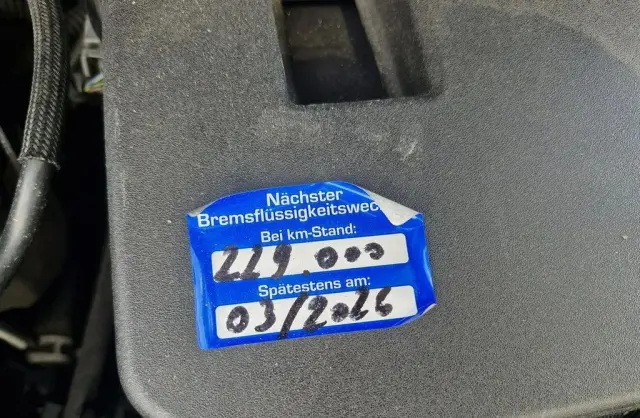 Nächster
Bremsflüssigkeitswec
Bei km-Stand:
229.000
Spätestens am:
03/2026